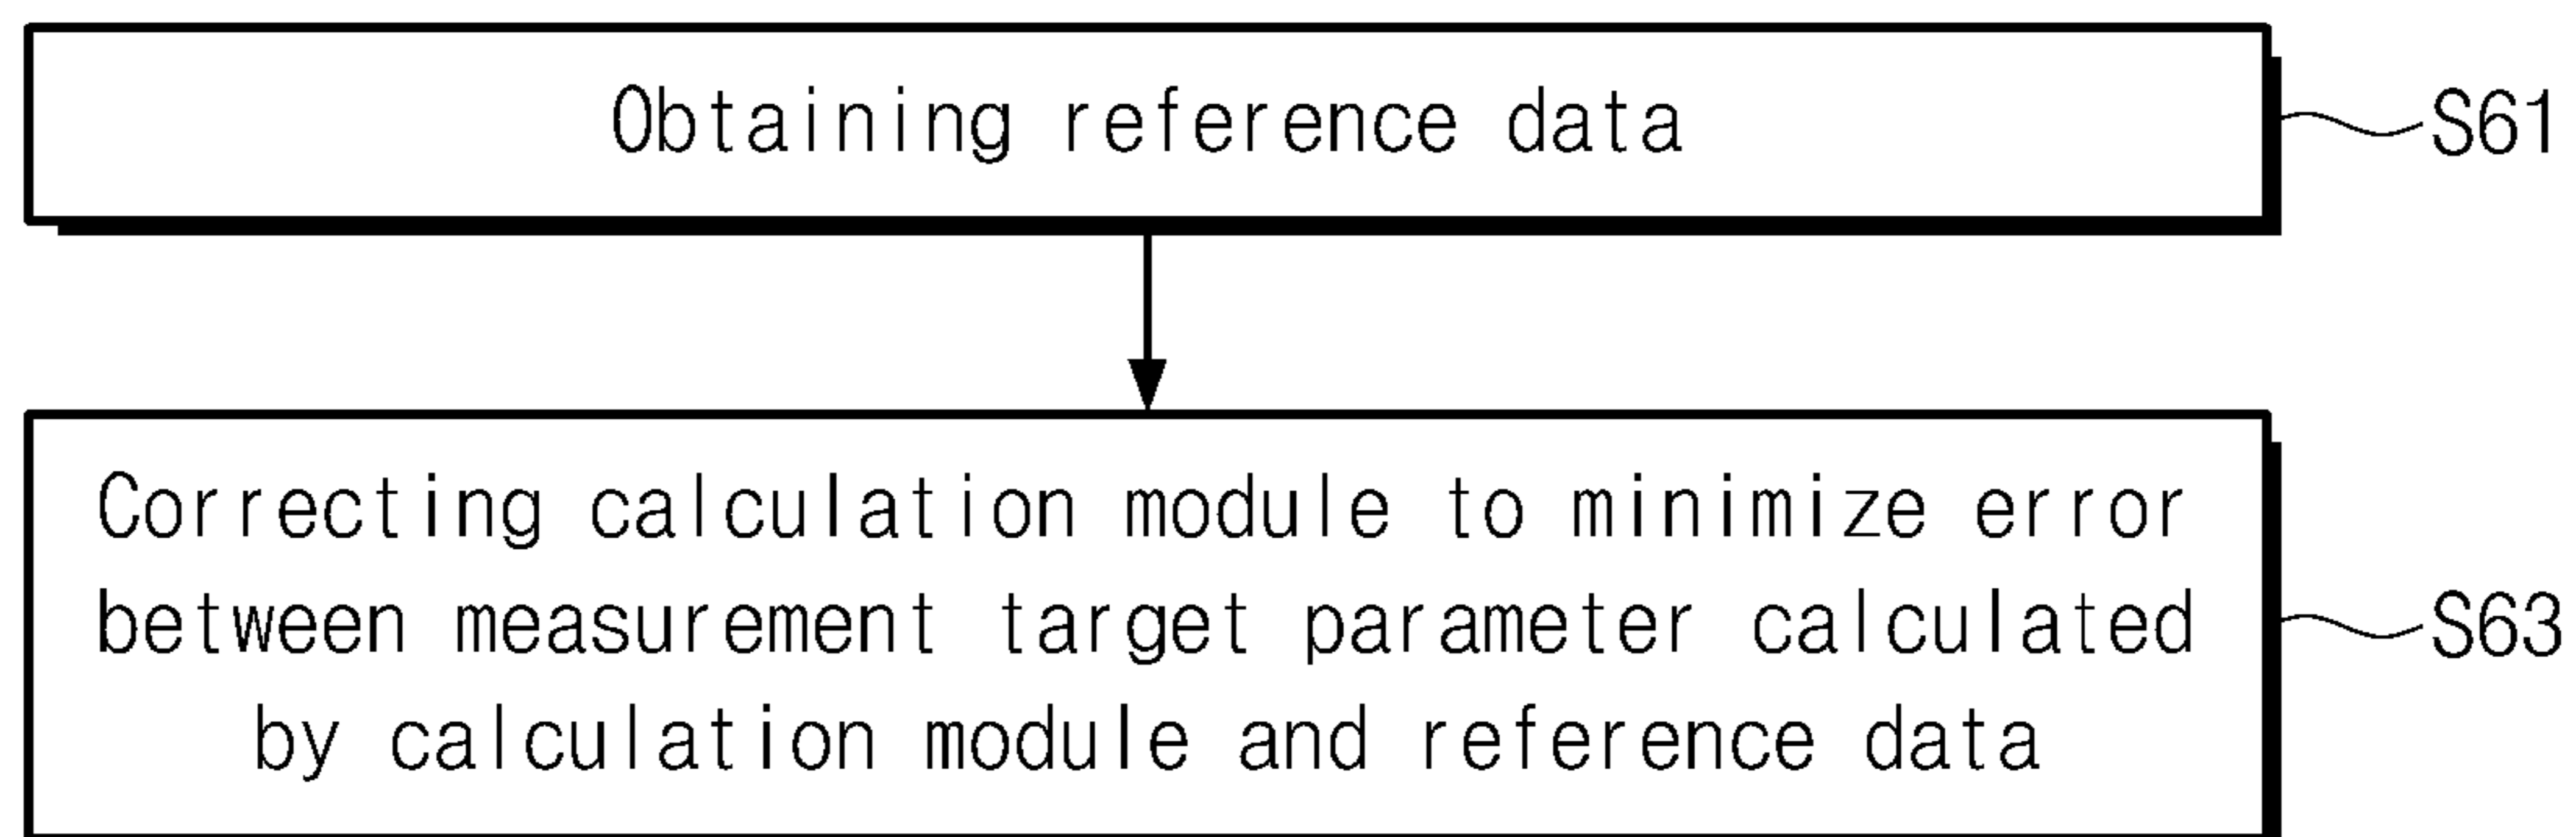 Obtaining reference data
S61
Correcting calculation module to minimize error
between measurement target parameter calculated
by calculation module and reference data
S63